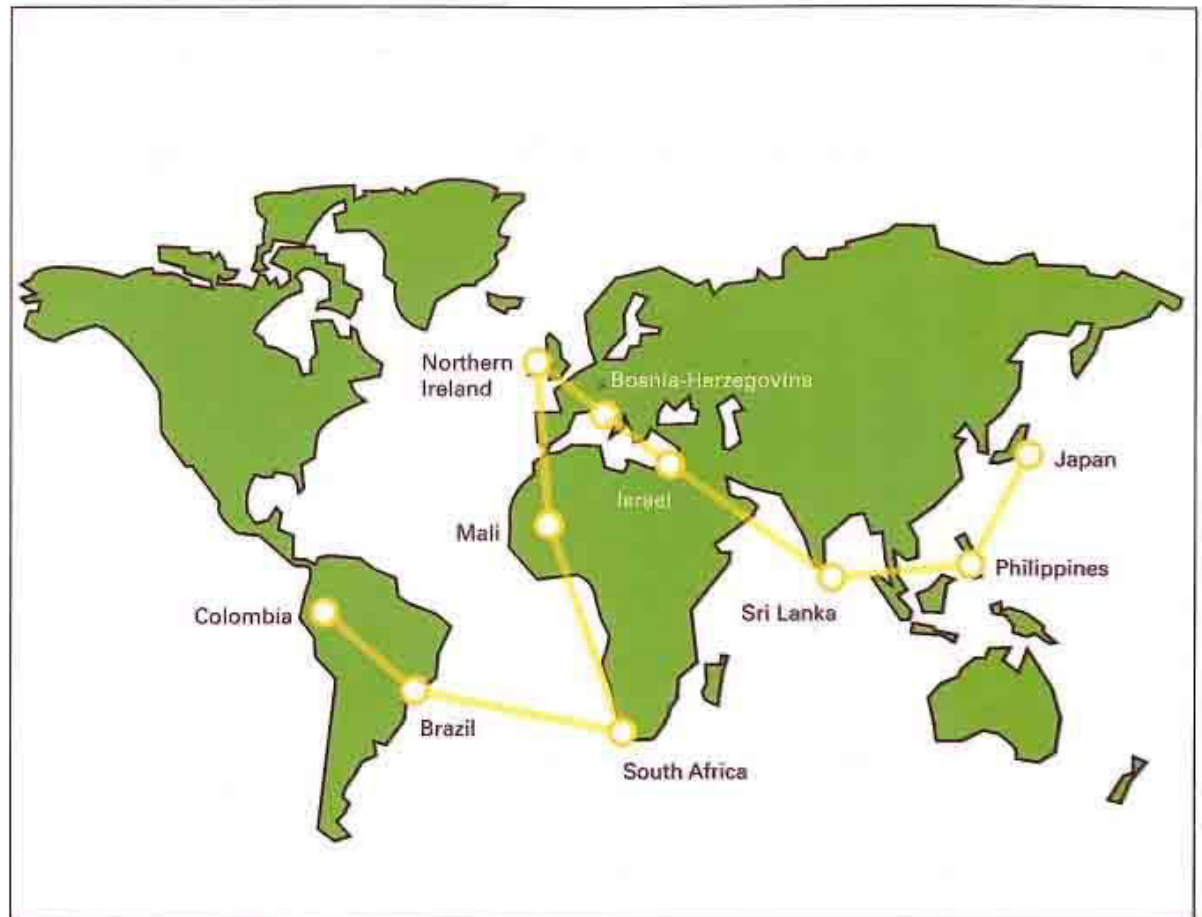 Northern
Ireland
Bosnia-Herzegovina
Japan
Israel
Mali
Philippines
Colombia
Sri Lanka
Brazil
South Africa